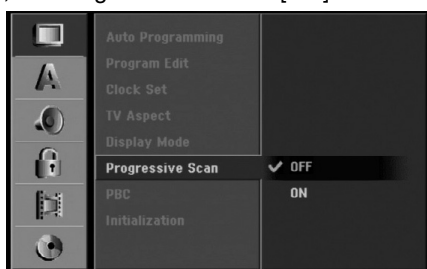 Auto Programming
Program Edit
Clock Set
TV Aspect
Display Mode
Progressive Scan ✔ OFF
PBC ON
Initialization
A